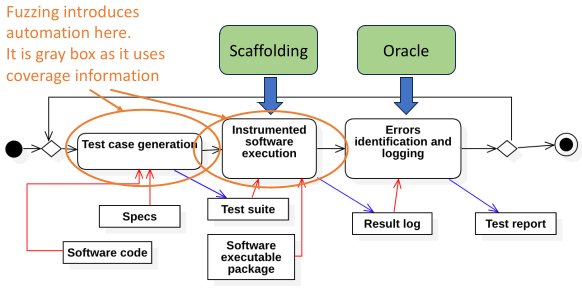 Fuzzing introduces
automation here.
It is gray box as it uses
coverage information
Scaffolding
Oracle
Test case generation
Instrumented
software
execution
Errors
identification and
logging
Specs
Test suite
Result log
Test report
Software code
Software
executable
package